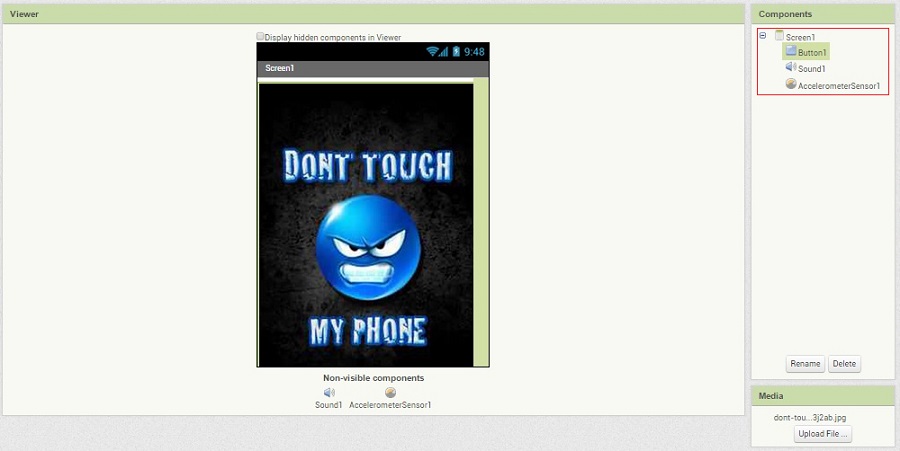 Viewer
Display hidden components in Viewer
9:48
Screen1
DONT TOUCH
MY PHONE
Non-visible components
Sound1 AccelerometerSensor1
Components
Screen1
Button1
Sound1
AccelerometerSensor1
Rename Delete
Media
dont-tou...3j2ab.jpg
Upload File ...